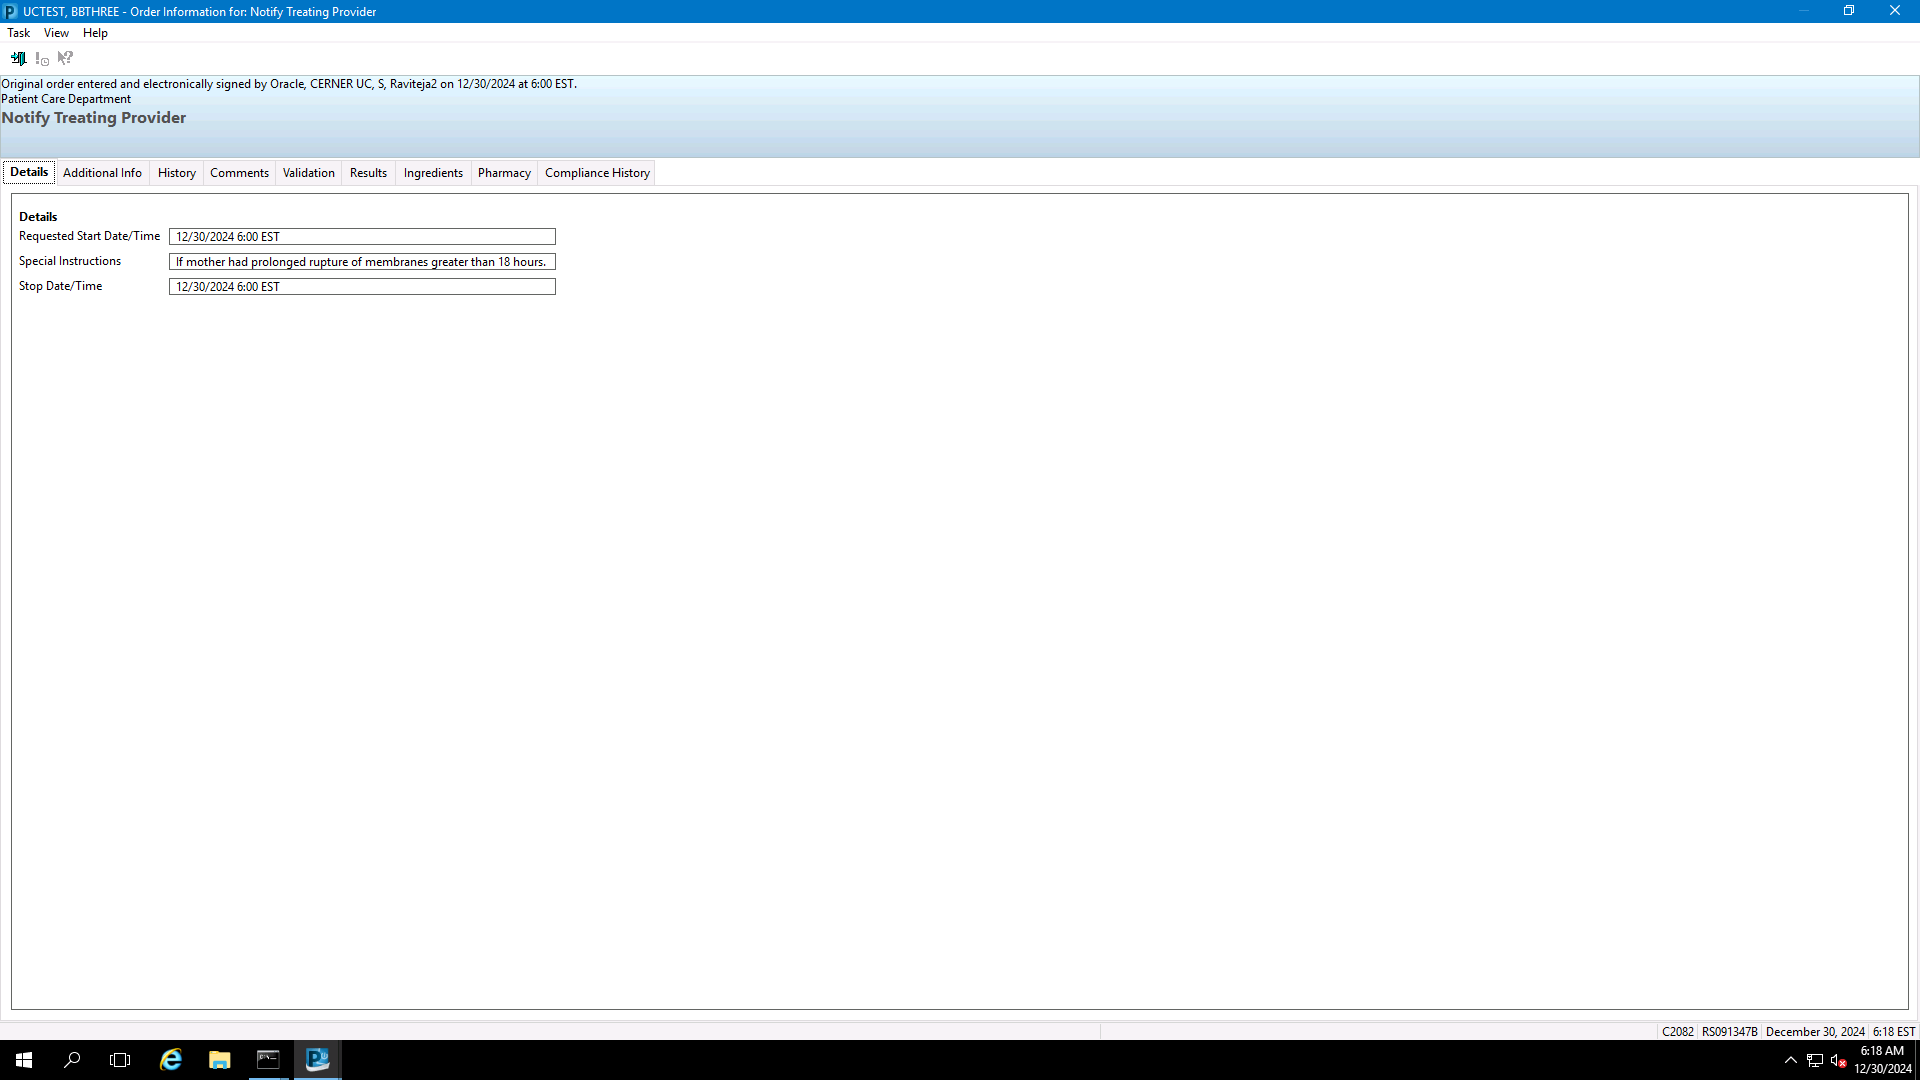 UCTEST, BBTHREE - Order Information for: Notify Treating Provider
Task View Help
Original order entered and electronically signed by Oracle, CERNER UC, S, Raviteja2 on 12/30/2024 at 6:00 EST.
Patient Care Department
Notify Treating Provider
Details Additional Info History Comments Validation Results Ingredients Pharmacy Compliance History
Details
Requested Start Date/Time 12/30/2024 6:00 EST
Special Instructions If mother had prolonged rupture of membranes greater than 18 hours.
Stop Date/Time 12/30/2024 6:00 EST
C2082 RS091347B December 30, 2024 6:18 EST
6:18 AM
12/30/2024